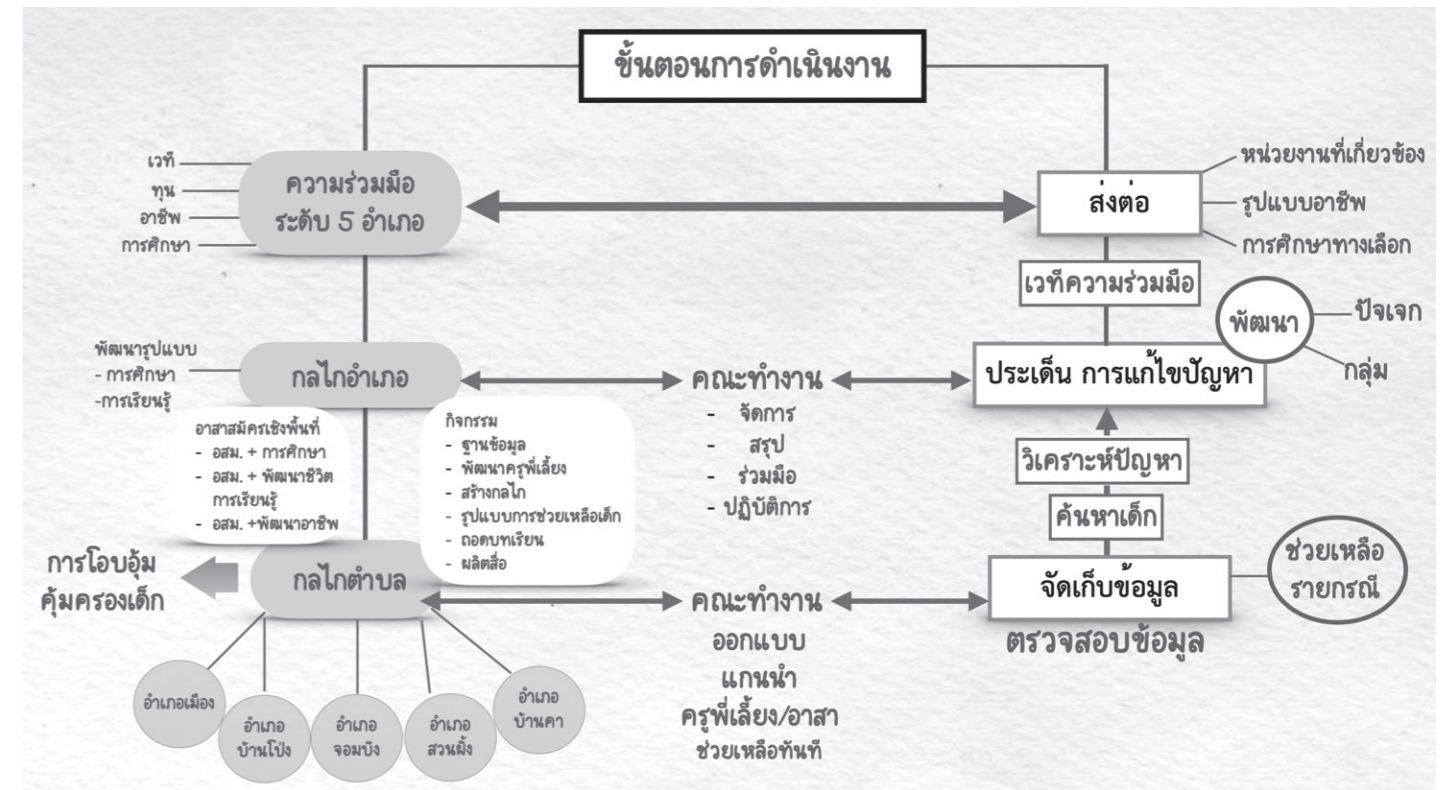 ขั้นตอนการดำเนินงาน
เวที
ทุน
อาชีพ
การศึกษา
ความร่วมมือ
ระดับ 5 อำเภอ
ส่งต่อ
หน่วยงานที่เกี่ยวข้อง
รูปแบบอาชีพ
การศึกษาทางเลือก
เวทีความร่วมมือ
พัฒนา
ปัจเจก
กลุ่ม
พัฒนารูปแบบ
- การศึกษา
-การเรียนรู้
กลไกอำเภอ
คณะทำงาน
- จัดการ
- สรุป
- ร่วมมือ
- ปฏิบัติการ
ประเด็น การแก้ไขปัญหา
อาสาสมัครเชิงพื้นที่
- อสม. + การศึกษา
- อสม. + พัฒนาชีวิต
การเรียนรู้
- อสม. +พัฒนาอาชีพ
กิจกรรม
- ฐานข้อมูล
- พัฒนาครูพี่เลี้ยง
- สร้างกลไก
- รูปแบบการช่วยเหลือเด็ก
- ถอดบทเรียน
- ผลิตสื่อ
วิเคราะห์ปัญหา
ค้นหาเด็ก
การโอบอุ้ม
คุ้มครองเด็ก
กลไกตำบล
คณะทำงาน
ออกแบบ
แกนนำ
ครูพี่เลี้ยง/อาสา
ช่วยเหลือทันที
จัดเก็บข้อมูล
ตรวจสอบข้อมูล
ช่วยเหลือ
รายกรณี
อำเภอเมือง
อำเภอ
บ้านโป่ง
อำเภอ
จอมบึง
อำเภอ
สวนผึ้ง
อำเภอ
บ้านคา